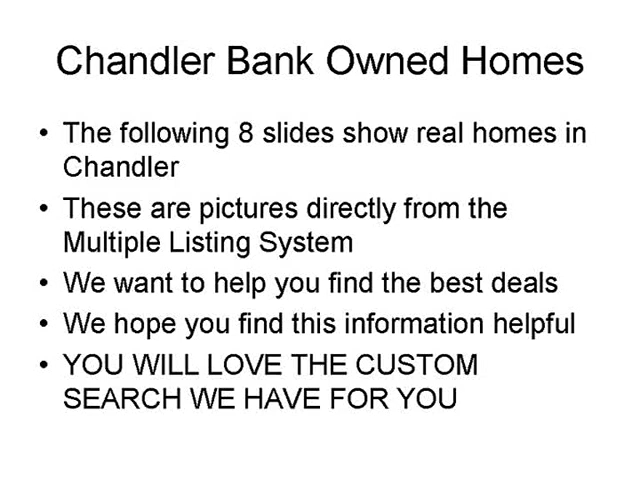 Chandler Bank Owned Homes
• The following 8 slides show real homes in
Chandler
• These are pictures directly from the
Multiple Listing System
• We want to help you find the best deals
• We hope you find this information helpful
• YOU WILL LOVE THE CUSTOM
SEARCH WE HAVE FOR YOU